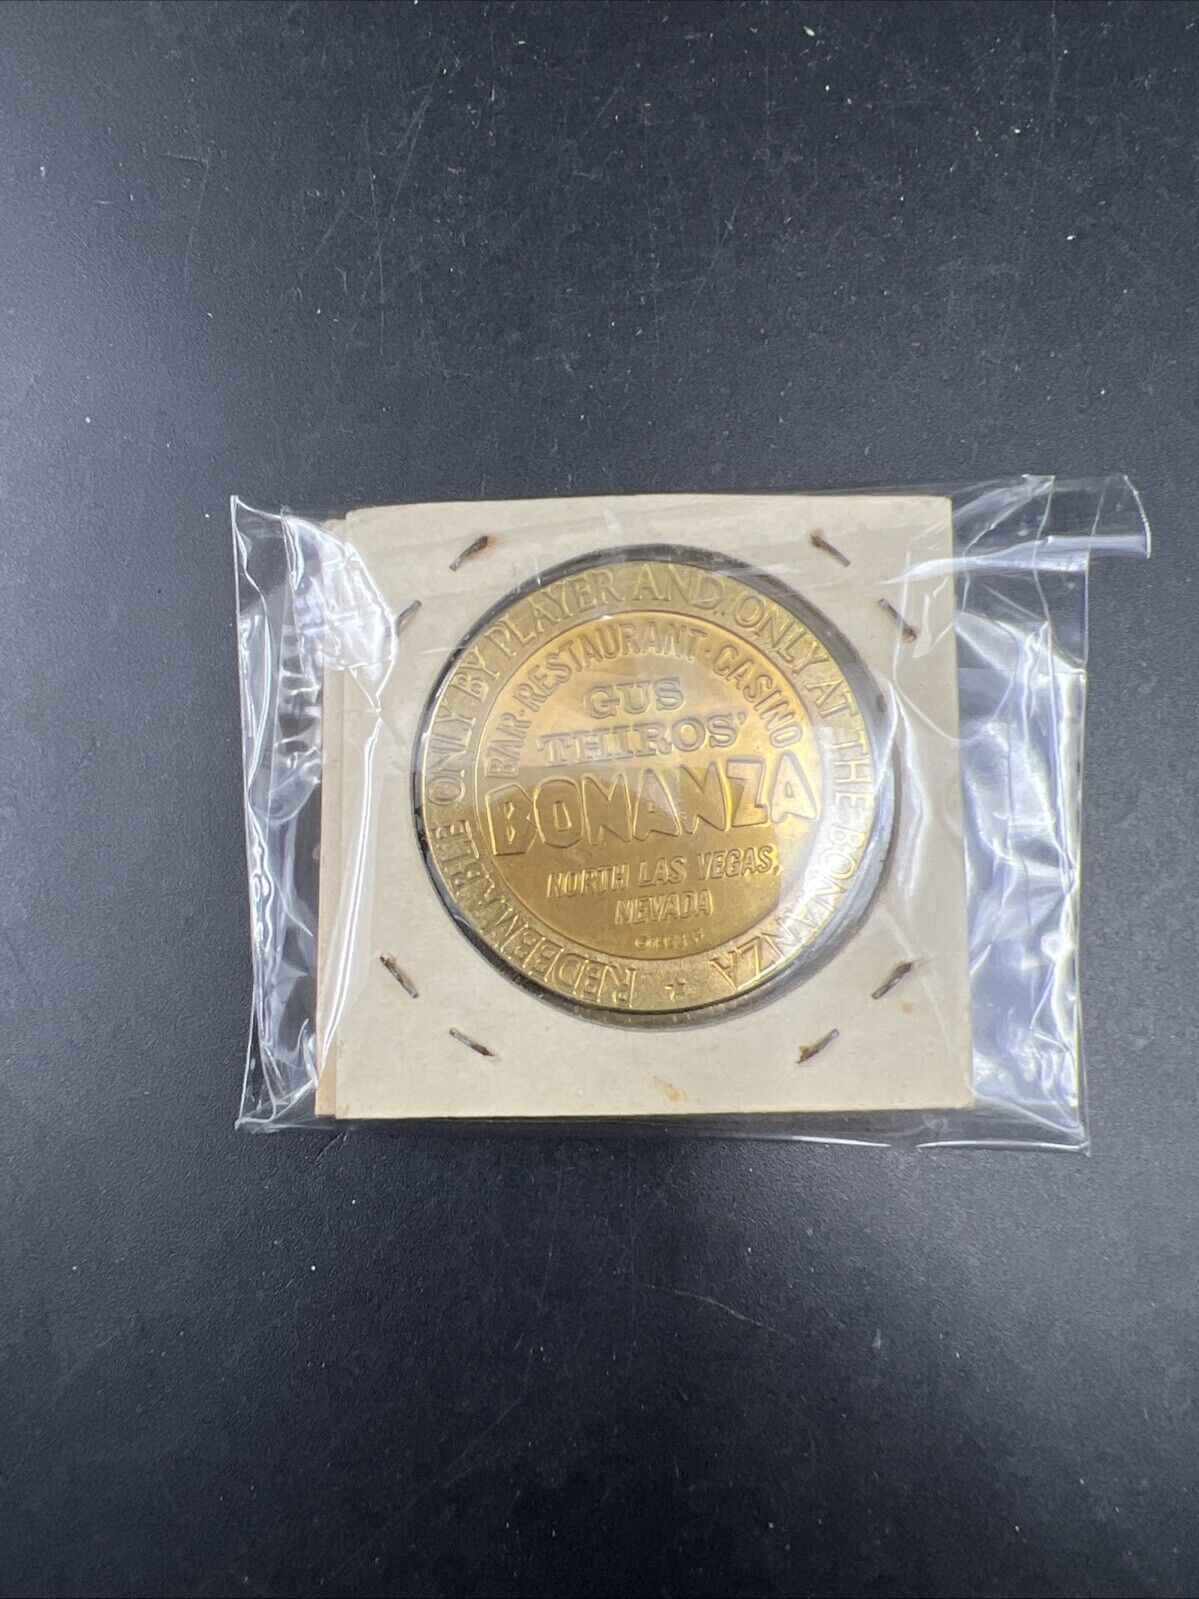 REDEEMABLE ONLY BY PLAYER AND ONLY AT THE BONANZA
BAR-RESTAURANT-CASINO
GUS
THIROS'
BONANZA
NORTH LAS VEGAS,
NEVADA